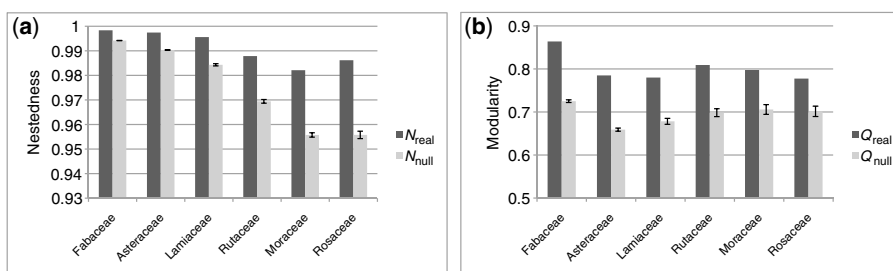 (a)
1
0.99
0.98
0.97
0.96
0.95
0.94
0.93
Nestedness
Fabaceae
Asteraceae
Lamiaceae
Rutaceae
Moraceae
Rosaceae
Nreal
Nnull
(b)
0.9
0.8
0.7
0.6
0.5
Modularity
Fabaceae
Asteraceae
Lamiaceae
Rutaceae
Moraceae
Rosaceae
Qreal
Qnull